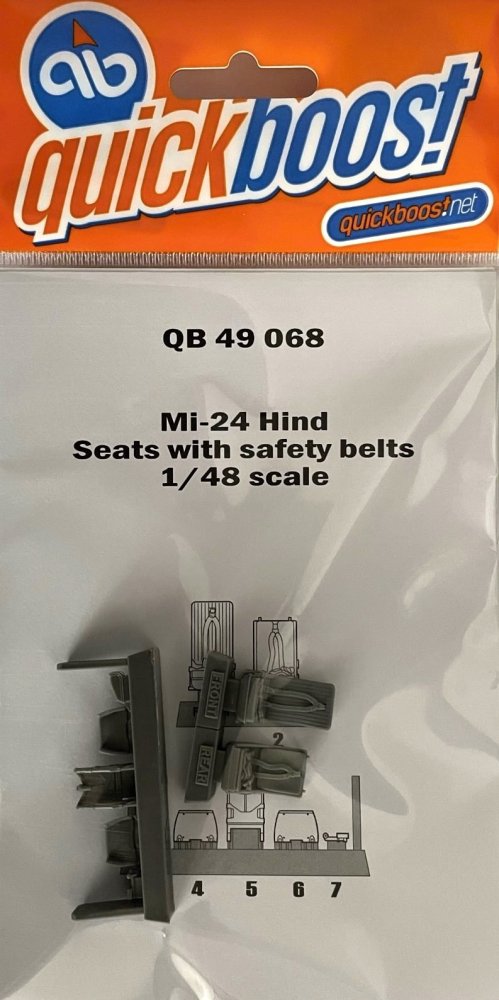 qb
quickboost
quickboost.net
QB 49 068
Mi-24 Hind
Seats with safety belts
1/48 scale
FRONT
2
REAR
4 5 6 7